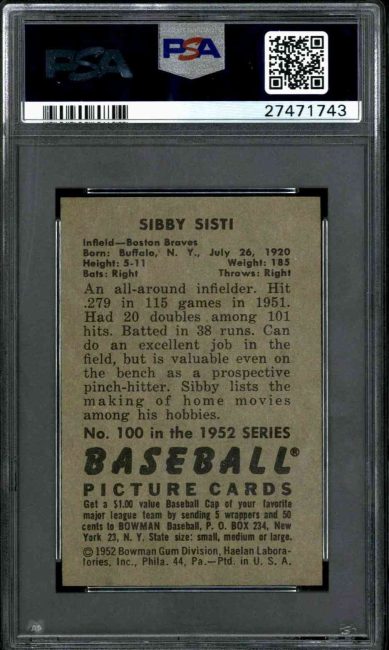 PSA
PSA
27471743
SIBBY SISTI
Infield—Boston Braves
Born: Buffalo, N. Y., July 26, 1920
Height: 5-11 Weight: 185
Bats: Right Throws: Right
An all-around infielder. Hit
.279 in 115 games in 1951.
Had 20 doubles among 101
hits. Batted in 38 runs. Can
do an excellent job in the
field, but is valuable even on
the bench as a prospective
pinch-hitter. Sibby lists the
making of home movies
among his hobbies.
No. 100 in the 1952 SERIES
BASEBALL®
PICTURE CARDS
Get a $1.00 value Baseball Cap of your favorite
major league team by sending 5 wrappers and 50
cents to BOWMAN Baseball, P. O. BOX 234, New
York 23, N. Y. State size: small, medium or large.
©1952 Bowman Gum Division, Haelan Labora-
tories, Inc., Phila. 44, Pa.—Ptd. in U. S. A.